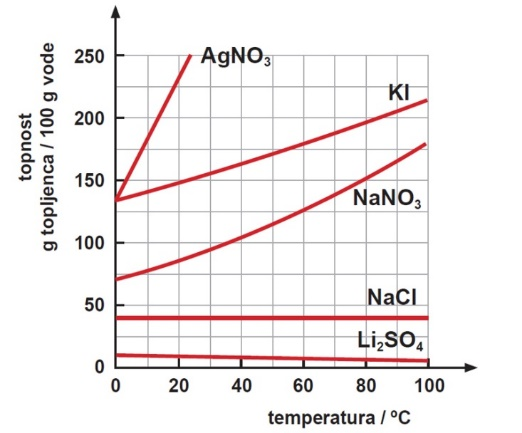 topnost
g topljenca / 100 g vode
250
200
150
100
50
0
AgNO₃
KI
NaNO₃
NaCl
Li₂SO₄
0 20 40 60 80 100
temperatura / ºC